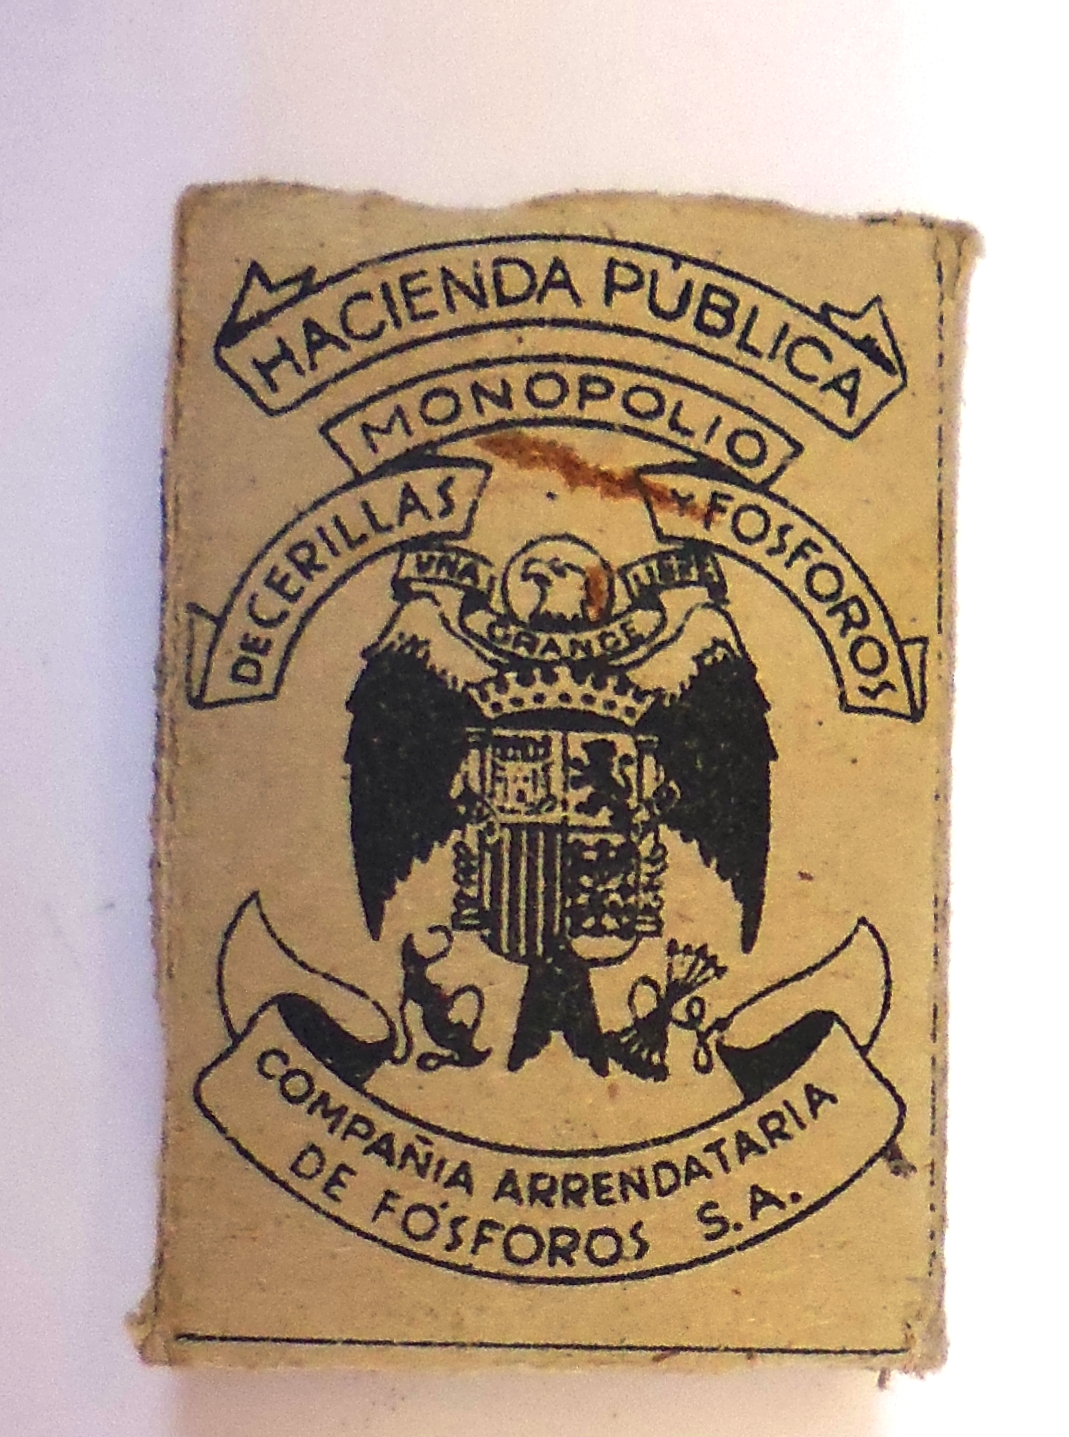 HACIENDA PÚBLICA
MONOPOLIO
DE CERILLAS
Y FOSFOROS
UNA
GRANDE
LIBRE
COMPAÑIA ARRENDATARIA
DE FÓSFOROS S.A.